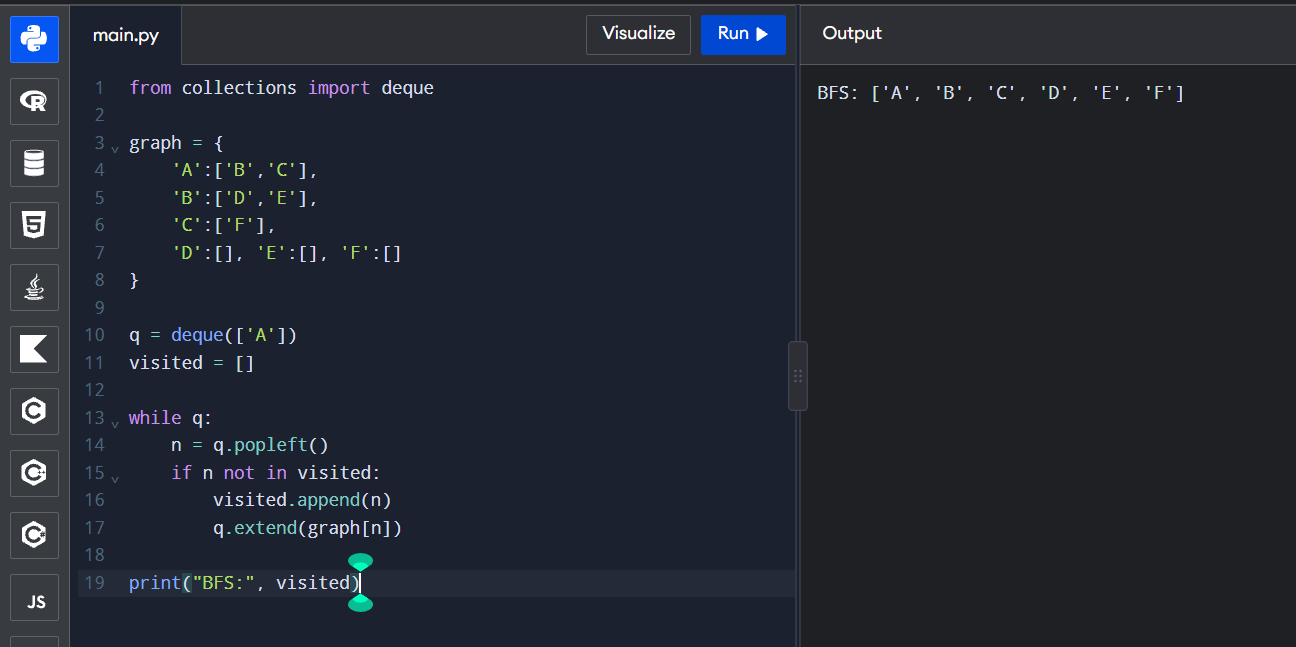 main.py
Visualize
Run
Output
1 from collections import deque
2
3 graph = {
4     'A':['B','C'],
5     'B':['D','E'],
6     'C':['F'],
7     'D':[], 'E':[], 'F':[]
8 }
9
10 q = deque(['A'])
11 visited = []
12
13 while q:
14     n = q.popleft()
15     if n not in visited:
16         visited.append(n)
17         q.extend(graph[n])
18
19 print("BFS:", visited)
BFS: ['A', 'B', 'C', 'D', 'E', 'F']
R
5
C
C++
C#
JS